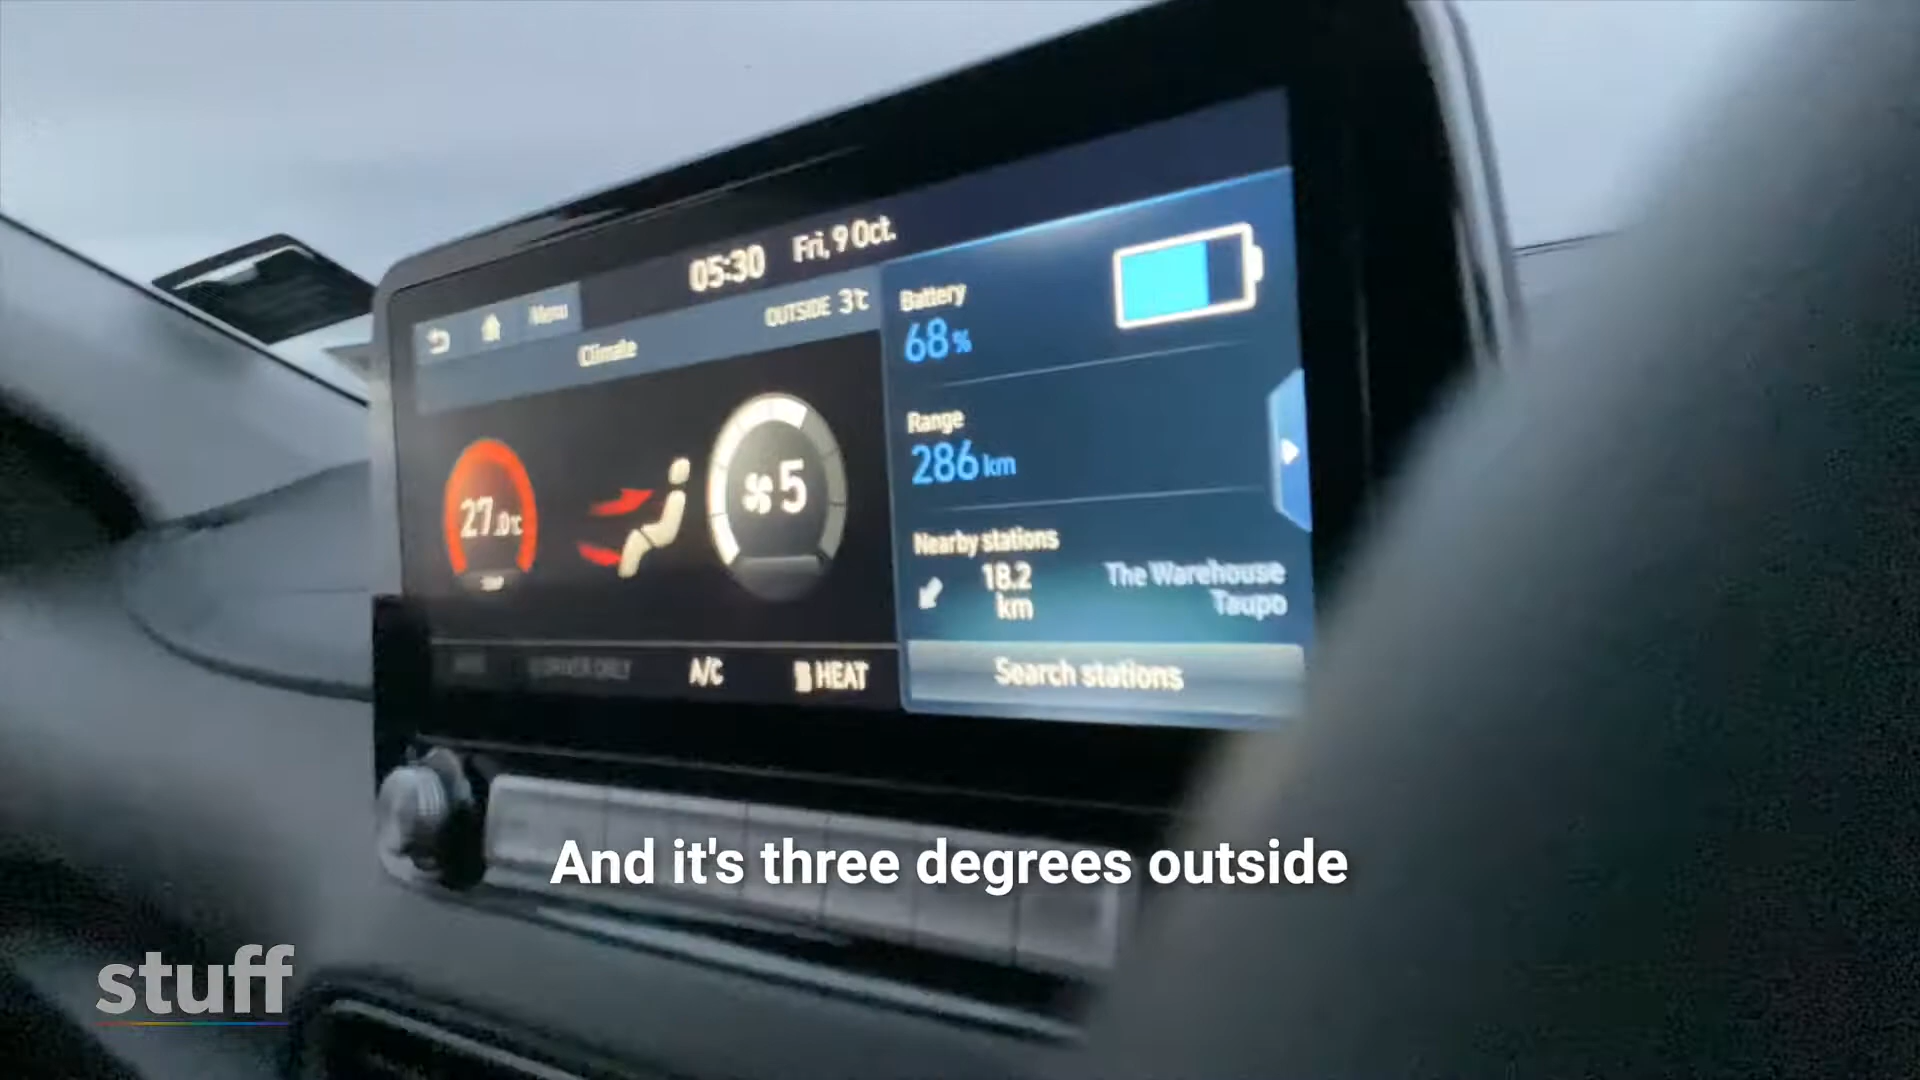 05:30 Fri, 9 Oct.
Menu
Climate
OUTSIDE 3℃
27.0℃
5
A/C
HEAT
Battery
68%
Range
286 km
Nearby stations
18.2
km
The Warehouse
Taupo
Search stations
And it's three degrees outside
stuff